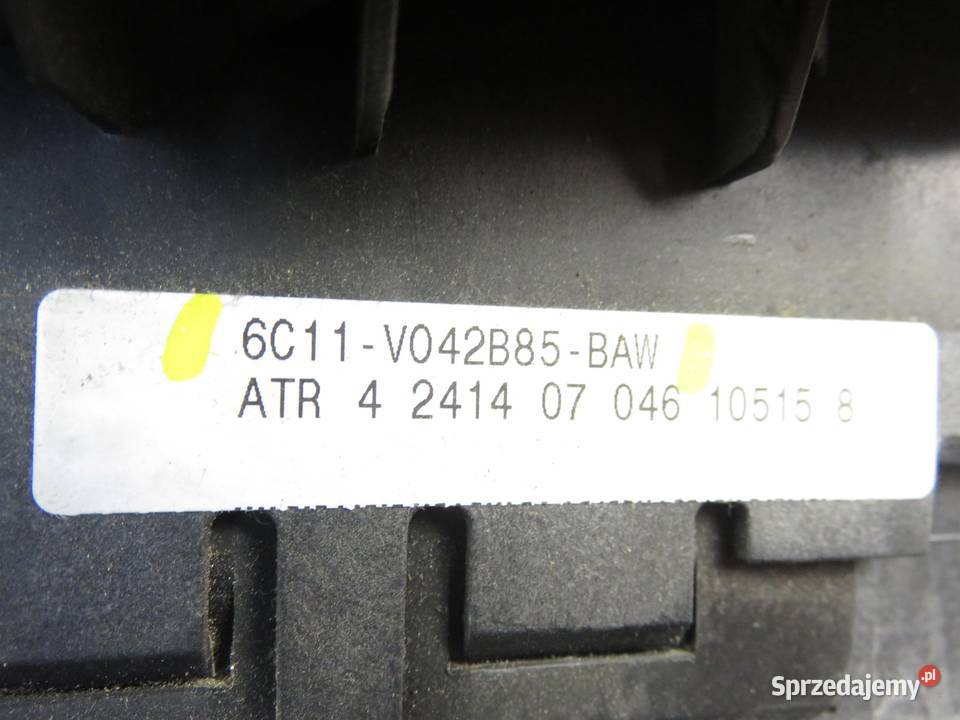 6C11-V042B85-BAW
ATR 4 2414 07 046 10515 8
Sprzedajemy.pl